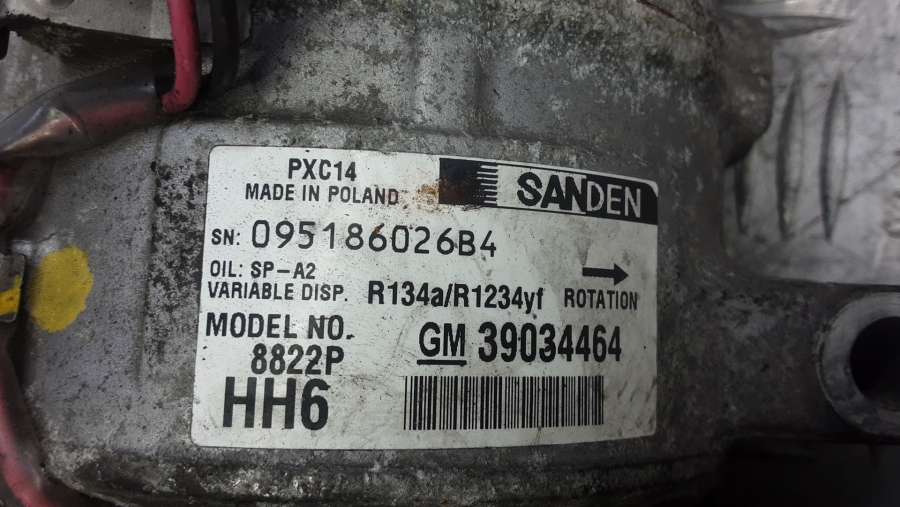 PXC14
MADE IN POLAND
SANDEN
SN: 095186026B4
OIL: SP-A2
VARIABLE DISP. R134a/R1234yf ROTATION
MODEL NO. GM 39034464
8822P
HH6